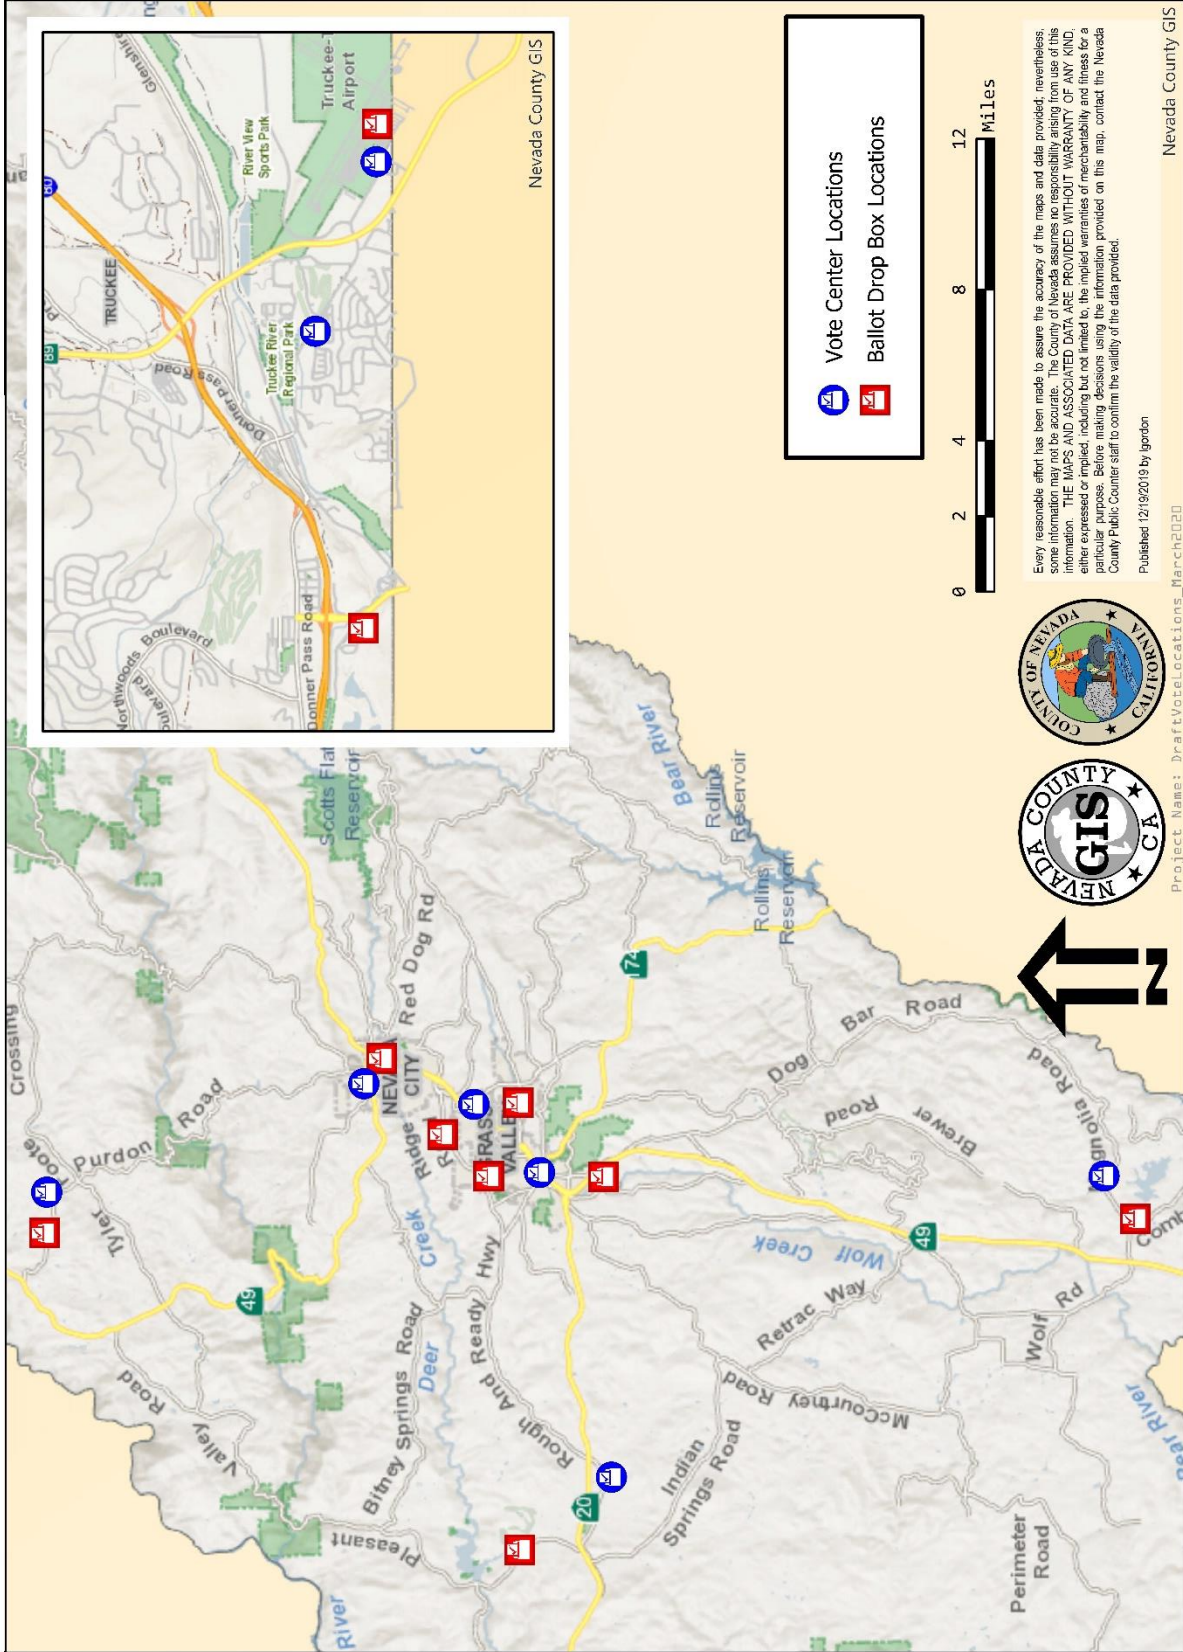 Crossing
Foote
Purdon Road
Tyler
49
Road
Valley
Bitney Springs Road
Pleasant
River
Deer Creek
NEVADA
CITY
Red Dog Rd
Scotts Flat
Reservoir
Ridge
GRASS
VALLEY
Rough And Ready Hwy
20
Indian
Springs Road
McCourtney Road
Retrac Way
Wolf Creek
49
Wolf Rd
Perimeter
Road
Bear River
174
Rollins
Reservoir
Rollins
Reservoir
Bear River
Dog Bar Road
Brewer Road
Magnolia Road
Northwoods Boulevard
Donner Pass Road
Donner Pass Road
TRUCKEE
89
80
Glenshire
River View
Sports Park
Truckee River
Regional Park
Truckee-T
Airport
Nevada County GIS
Vote Center Locations
Ballot Drop Box Locations
0 2 4 8 12
Miles
N
NEVADA COUNTY
GIS
CA
COUNTY OF NEVADA
CALIFORNIA
Every reasonable effort has been made to assure the accuracy of the maps and data provided; nevertheless,
some information may not be accurate. The County of Nevada assumes no responsibility arising from use of this
information. THE MAPS AND ASSOCIATED DATA ARE PROVIDED WITHOUT WARRANTY OF ANY KIND,
either expressed or implied, including but not limited to, the implied warranties of merchantability and fitness for a
particular purpose. Before making decisions using the information provided on this map, contact the Nevada
County Public Counter staff to confirm the validity of the data provided.
Published 12/19/2019 by lgordon
Nevada County GIS
Project Name: DraftVoteLocations_March2020